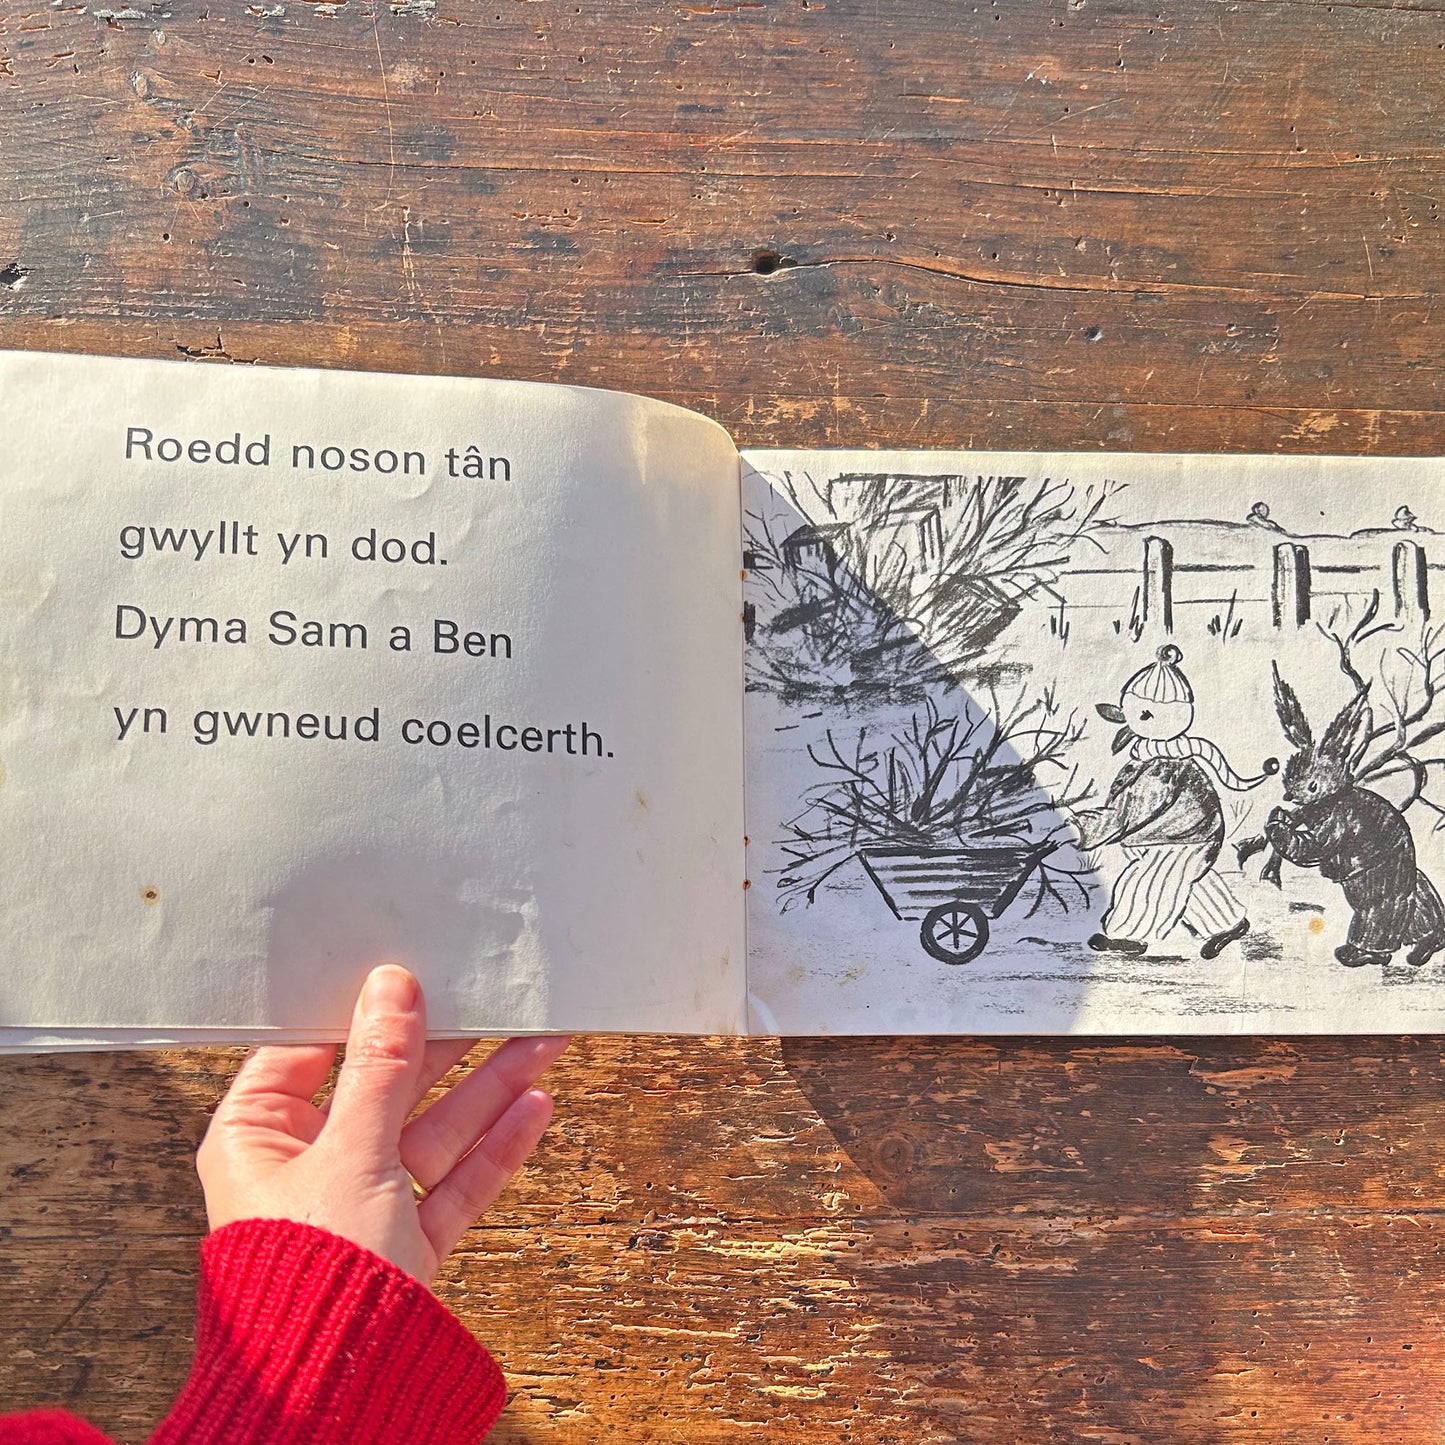 Roedd noson tân
gwyllt yn dod.
Dyma Sam a Ben
yn gwneud coelcerth.